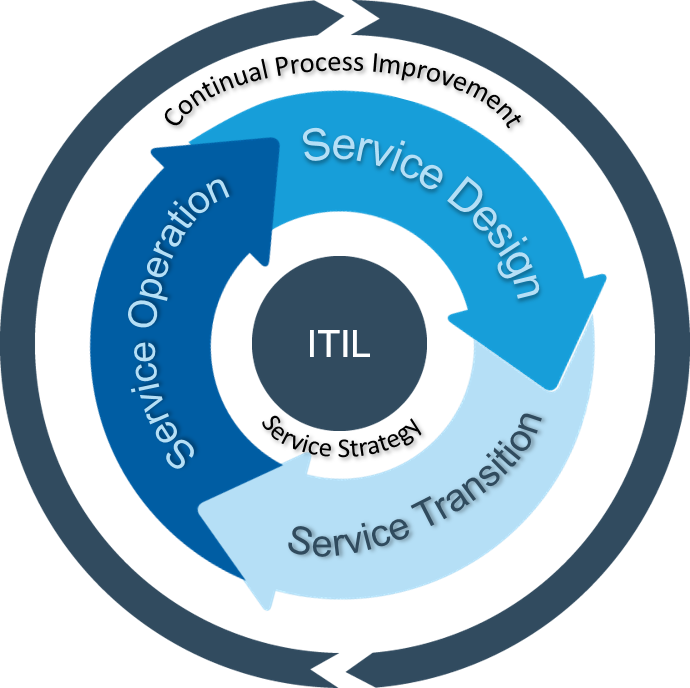 Continual Process Improvement
Service Design
Service Operation
ITIL
Service Strategy
Service Transition